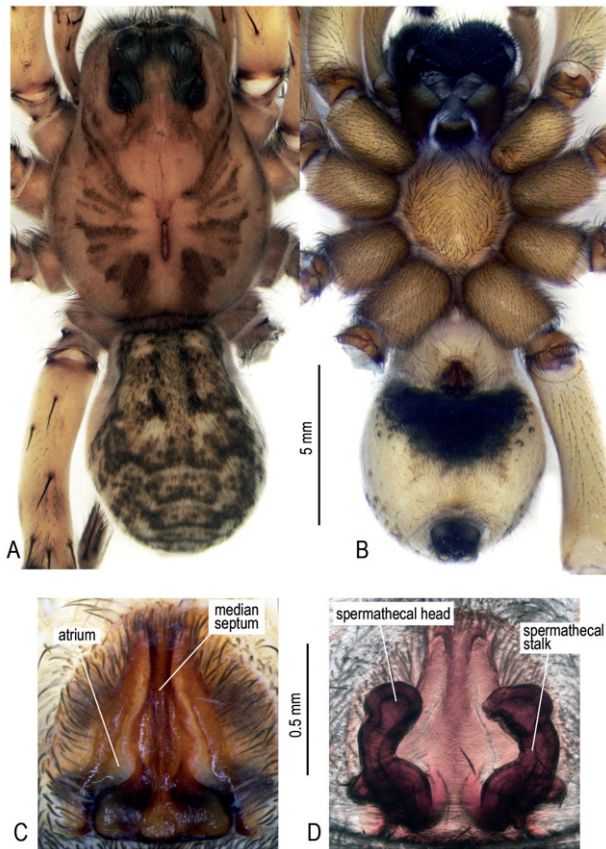 A
5 mm
B
atrium
median
septum
0.5 mm
spermathecal head
spermathecal
stalk
C
D